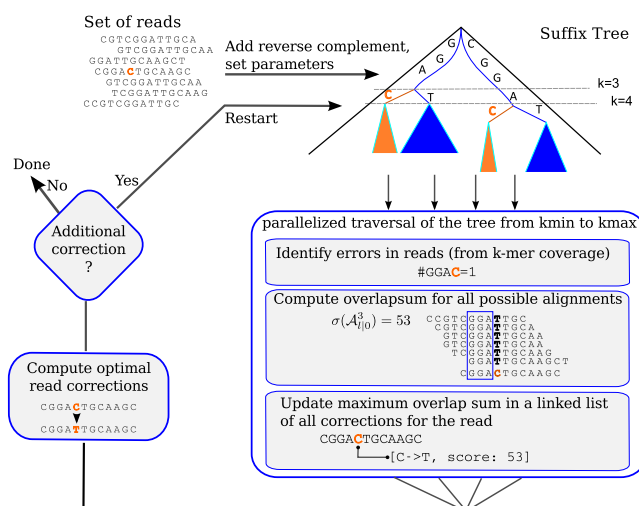 Set of reads
CGTCGGATTGCA
GTCGGATTGCAA
GGATTGCAAGCT
CGGACTGCAAGC
GTCGGATTGCAA
TCGGATTGCAAG
CCGTCGGATTGC
Add reverse complement,
set parameters
Restart
Suffix Tree
G C
G G
A G
C T A
C T
k=3
k=4
Done
No
Yes
Additional
correction
?
Compute optimal
read corrections
CGGACTGCAAGC
CGGATTGCAAGC
parallelized traversal of the tree from kmin to kmax
Identify errors in reads (from k-mer coverage)
#GGAC=1
Compute overlapsum for all possible alignments
σ(𝒜³ₗ|₀) = 53
CCGTCGGATTGC
CGTCGGATTGCA
GTCGGATTGCAA
GTCGGATTGCAA
TCGGATTGCAAG
GGATTGCAAGCT
CGGACTGCAAGC
Update maximum overlap sum in a linked list
of all corrections for the read
CGGACTGCAAGC
[C->T, score: 53]